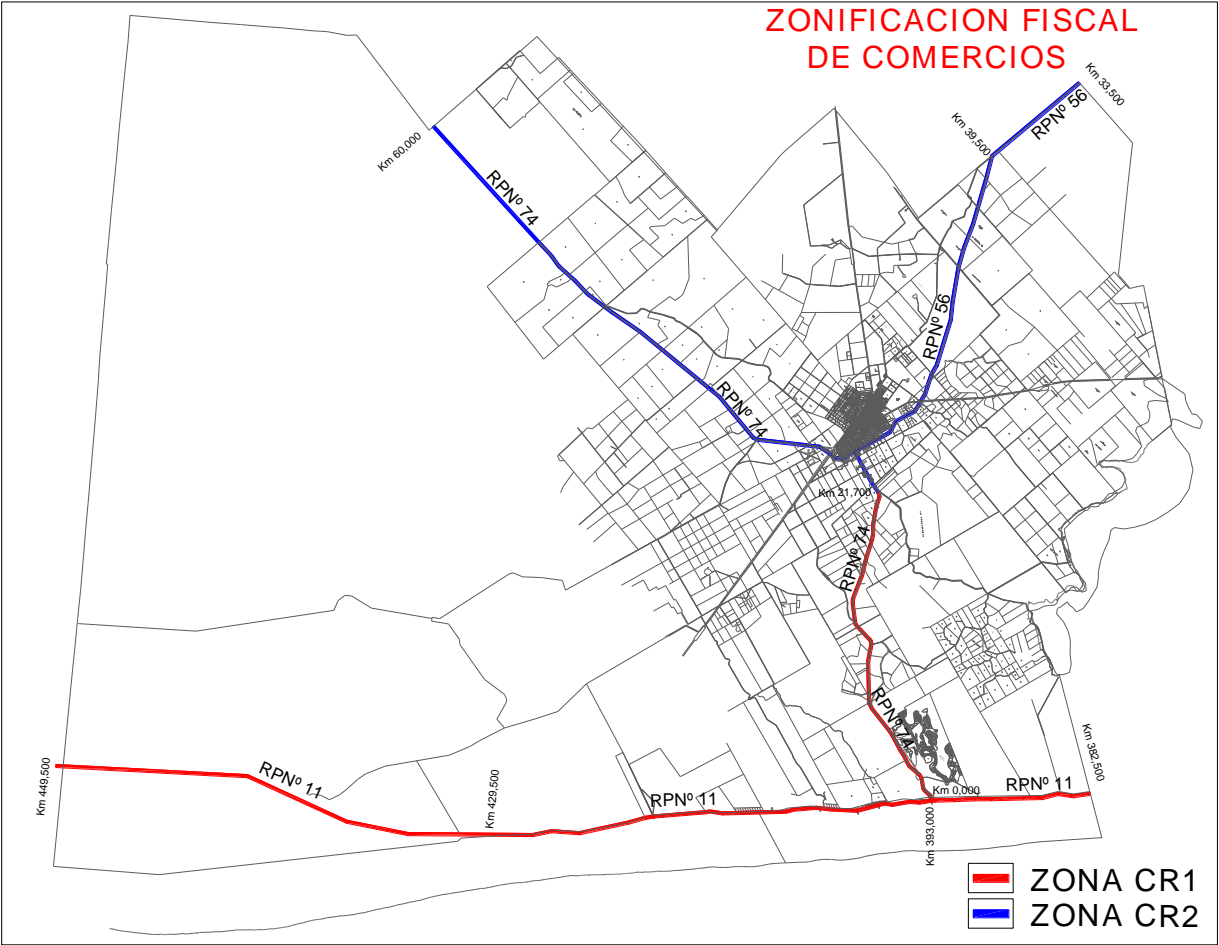 ZONIFICACION FISCAL
DE COMERCIOS
Km 33,500
RPNº 56
Km 39,500
Km 60,000
RPNº 74
RPNº 56
RPNº 74
Km 21,700
RPNº 74
RPNº 74
Km 382,500
Km 449,500
RPNº 11
Km 429,500
RPNº 11
Km 0,000
RPNº 11
Km 393,000
ZONA CR1
ZONA CR2